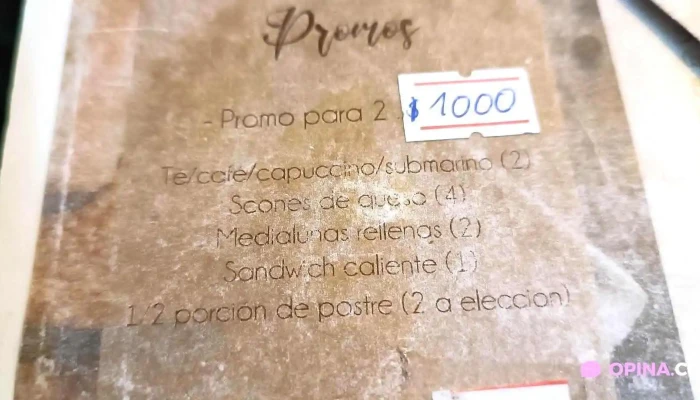 Promos
- Promo para 2 $1000
Te/café/capuccino/submarino (2)
Scones de queso (4)
Medialunas rellenas (2)
Sandwich caliente (1)
1/2 porcion de postre (2 a eleccion)
OPINA.C